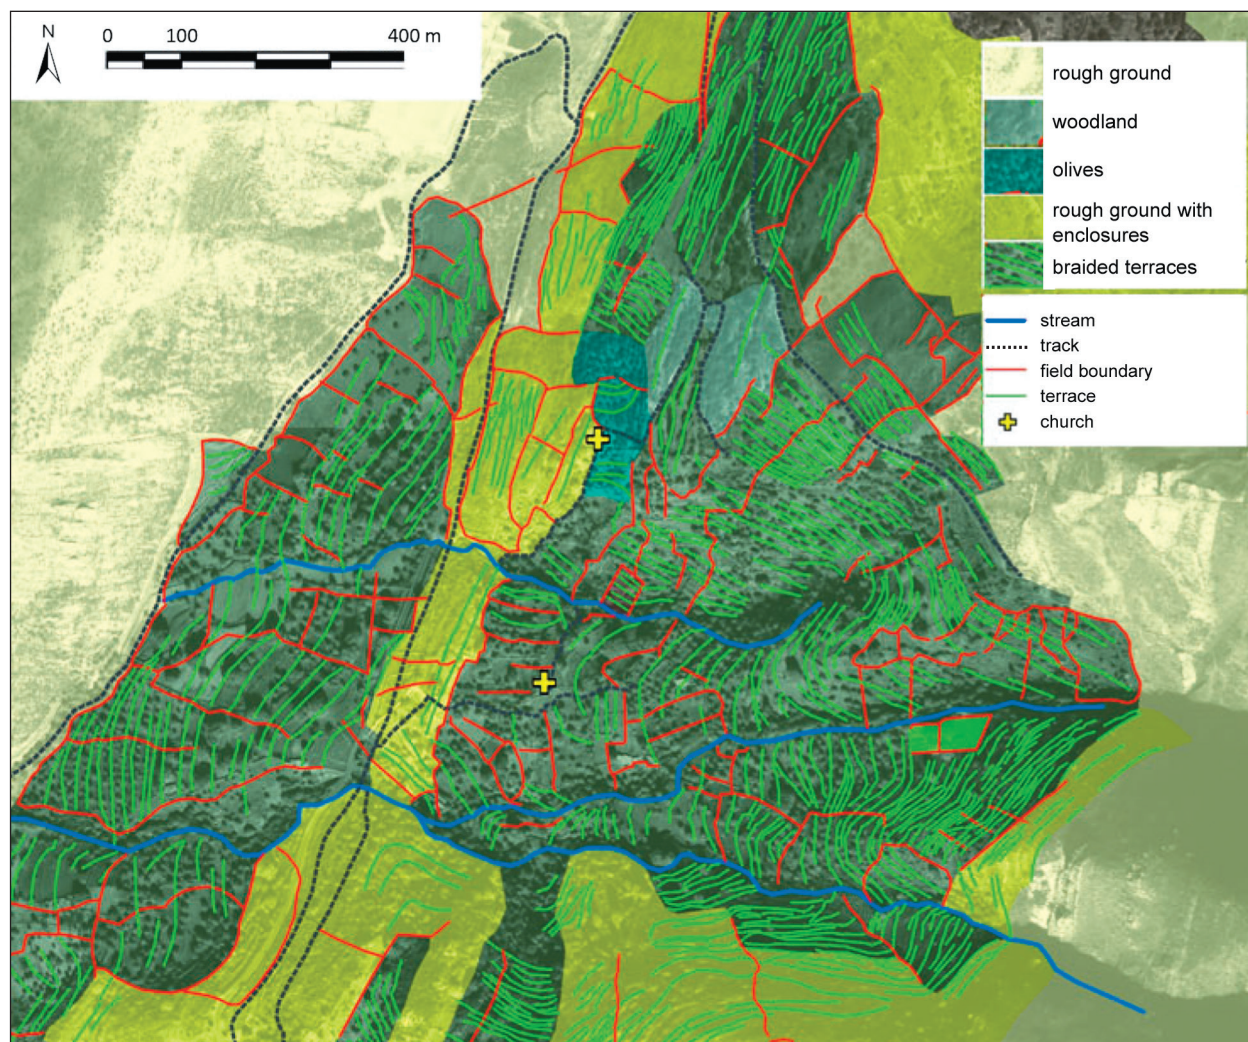 N
0 100 400 m
rough ground
woodland
olives
rough ground with
enclosures
braided terraces
stream
track
field boundary
terrace
church